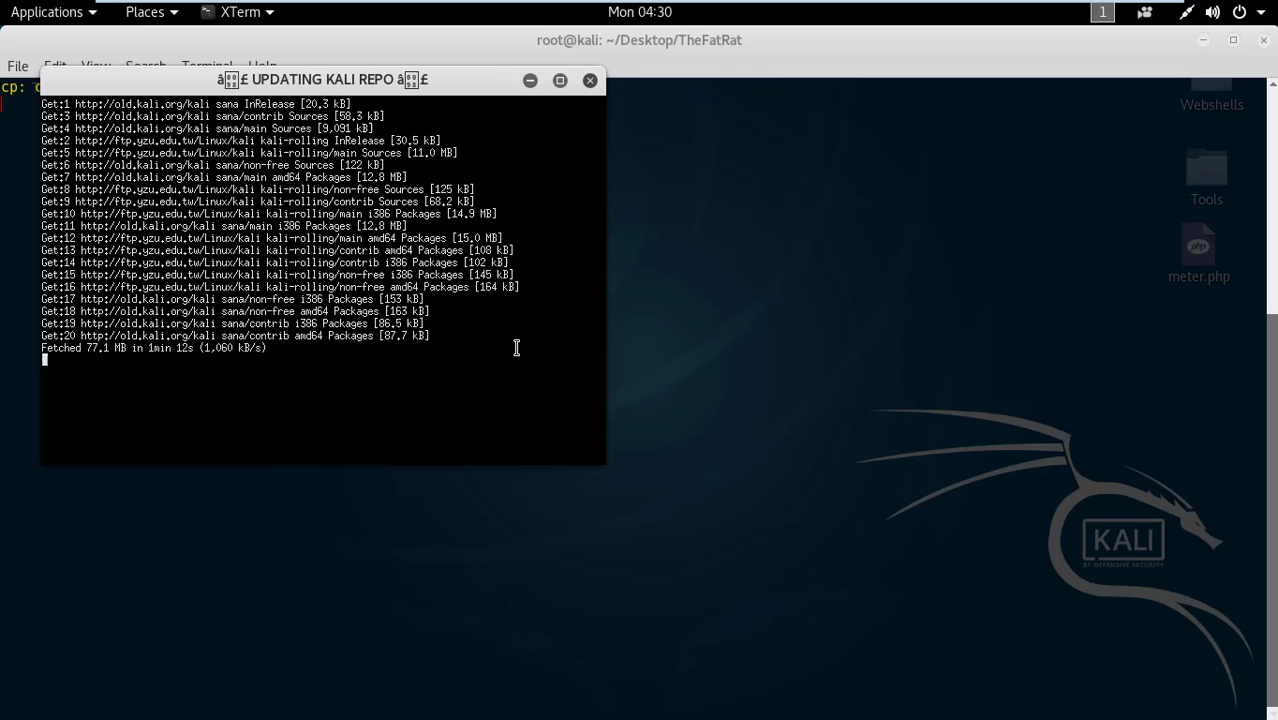 Applications Places XTerm Mon 04:30 1
root@kali: ~/Desktop/TheFatRat
File Edit View Search Terminal Help
cp:
UPDATING KALI REPO
Get:1 http://old.kali.org/kali sana InRelease [20.3 kB]
Get:3 http://old.kali.org/kali sana/contrib Sources [58.3 kB]
Get:4 http://old.kali.org/kali sana/main Sources [9,091 kB]
Get:2 http://ftp.yzu.edu.tw/Linux/kali kali-rolling InRelease [30.5 kB]
Get:5 http://ftp.yzu.edu.tw/Linux/kali kali-rolling/main Sources [11.0 MB]
Get:6 http://old.kali.org/kali sana/non-free Sources [122 kB]
Get:7 http://old.kali.org/kali sana/main amd64 Packages [12.8 MB]
Get:8 http://ftp.yzu.edu.tw/Linux/kali kali-rolling/non-free Sources [125 kB]
Get:9 http://ftp.yzu.edu.tw/Linux/kali kali-rolling/contrib Sources [68.2 kB]
Get:10 http://ftp.yzu.edu.tw/Linux/kali kali-rolling/main i386 Packages [14.9 MB]
Get:11 http://old.kali.org/kali sana/main i386 Packages [12.8 MB]
Get:12 http://ftp.yzu.edu.tw/Linux/kali kali-rolling/main amd64 Packages [15.0 MB]
Get:13 http://ftp.yzu.edu.tw/Linux/kali kali-rolling/contrib amd64 Packages [108 kB]
Get:14 http://ftp.yzu.edu.tw/Linux/kali kali-rolling/contrib i386 Packages [102 kB]
Get:15 http://ftp.yzu.edu.tw/Linux/kali kali-rolling/non-free i386 Packages [145 kB]
Get:16 http://ftp.yzu.edu.tw/Linux/kali kali-rolling/non-free amd64 Packages [164 kB]
Get:17 http://old.kali.org/kali sana/non-free i386 Packages [153 kB]
Get:18 http://old.kali.org/kali sana/non-free amd64 Packages [163 kB]
Get:19 http://old.kali.org/kali sana/contrib i386 Packages [86.5 kB]
Get:20 http://old.kali.org/kali sana/contrib amd64 Packages [87.7 kB]
Fetched 77.1 MB in 1min 12s (1,060 kB/s)
Webshells
Tools
meter.php
KALI
BY OFFENSIVE SECURITY